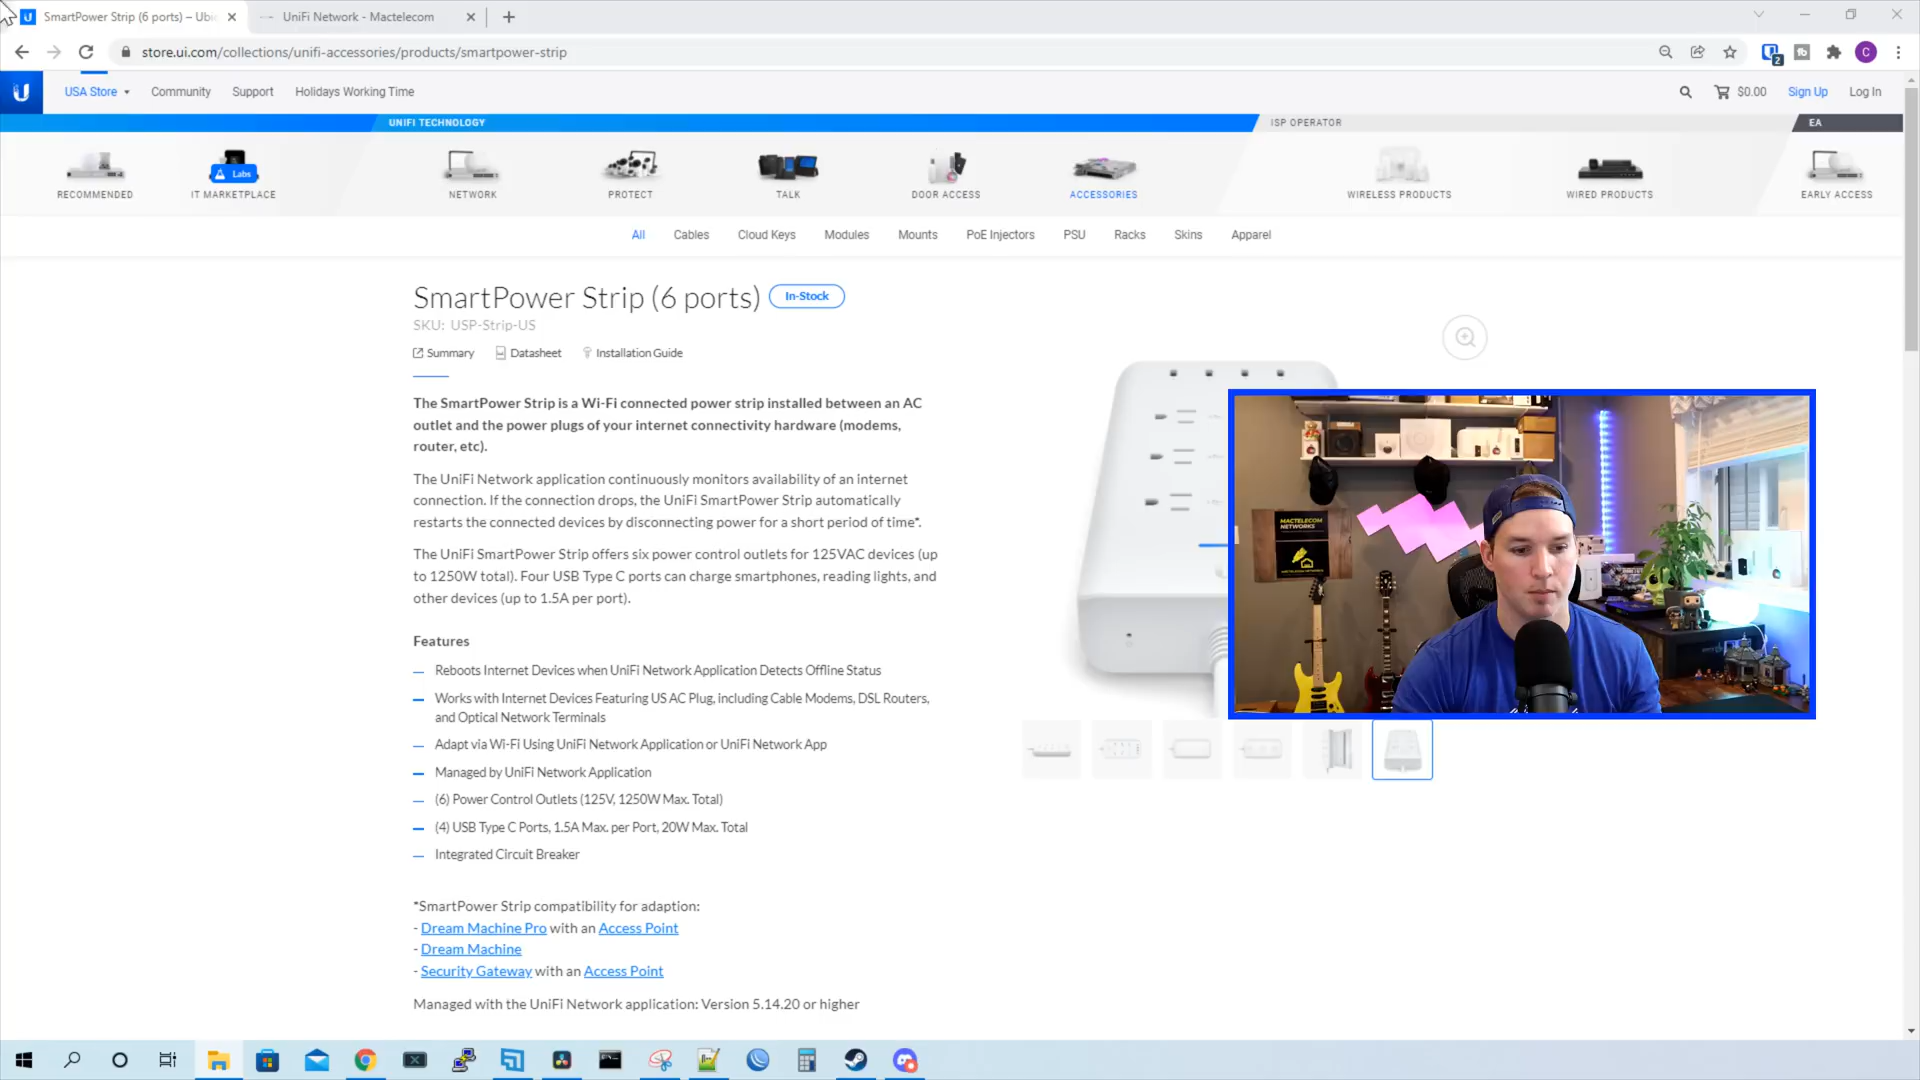 SmartPower Strip (6 ports) – Ubi
UniFi Network - Mactelecom
store.ui.com/collections/unifi-accessories/products/smartpower-strip
C
2
USA Store
Community
Support
Holidays Working Time
$0.00
Sign Up
Log In
UNIFI TECHNOLOGY
ISP OPERATOR
EA
Labs
RECOMMENDED
IT MARKETPLACE
NETWORK
PROTECT
TALK
DOOR ACCESS
ACCESSORIES
WIRELESS PRODUCTS
WIRED PRODUCTS
EARLY ACCESS
All
Cables
Cloud Keys
Modules
Mounts
PoE Injectors
PSU
Racks
Skins
Apparel
SmartPower Strip (6 ports)
In-Stock
SKU: USP-Strip-US
Summary
Datasheet
Installation Guide
The SmartPower Strip is a Wi-Fi connected power strip installed between an AC
outlet and the power plugs of your internet connectivity hardware (modems,
router, etc).
The UniFi Network application continuously monitors availability of an internet
connection. If the connection drops, the UniFi SmartPower Strip automatically
restarts the connected devices by disconnecting power for a short period of time*.
The UniFi SmartPower Strip offers six power control outlets for 125VAC devices (up
to 1250W total). Four USB Type C ports can charge smartphones, reading lights, and
other devices (up to 1.5A per port).
Features
Reboots Internet Devices when UniFi Network Application Detects Offline Status
Works with Internet Devices Featuring US AC Plug, including Cable Modems, DSL Routers,
and Optical Network Terminals
Adapt via Wi-Fi Using UniFi Network Application or UniFi Network App
Managed by UniFi Network Application
(6) Power Control Outlets (125V, 1250W Max. Total)
(4) USB Type C Ports, 1.5A Max. per Port, 20W Max. Total
Integrated Circuit Breaker
*SmartPower Strip compatibility for adaption:
- Dream Machine Pro with an Access Point
- Dream Machine
- Security Gateway with an Access Point
Managed with the UniFi Network application: Version 5.14.20 or higher
MACTELECOM
NETWORKS